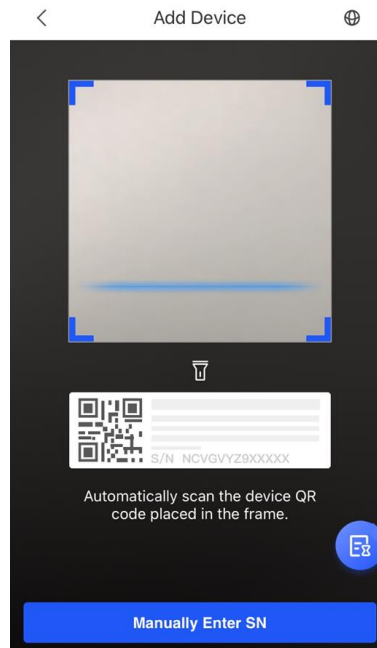 Add Device
S/N NCVGVYZ9XXXXX
Automatically scan the device QR
code placed in the frame.
Manually Enter SN